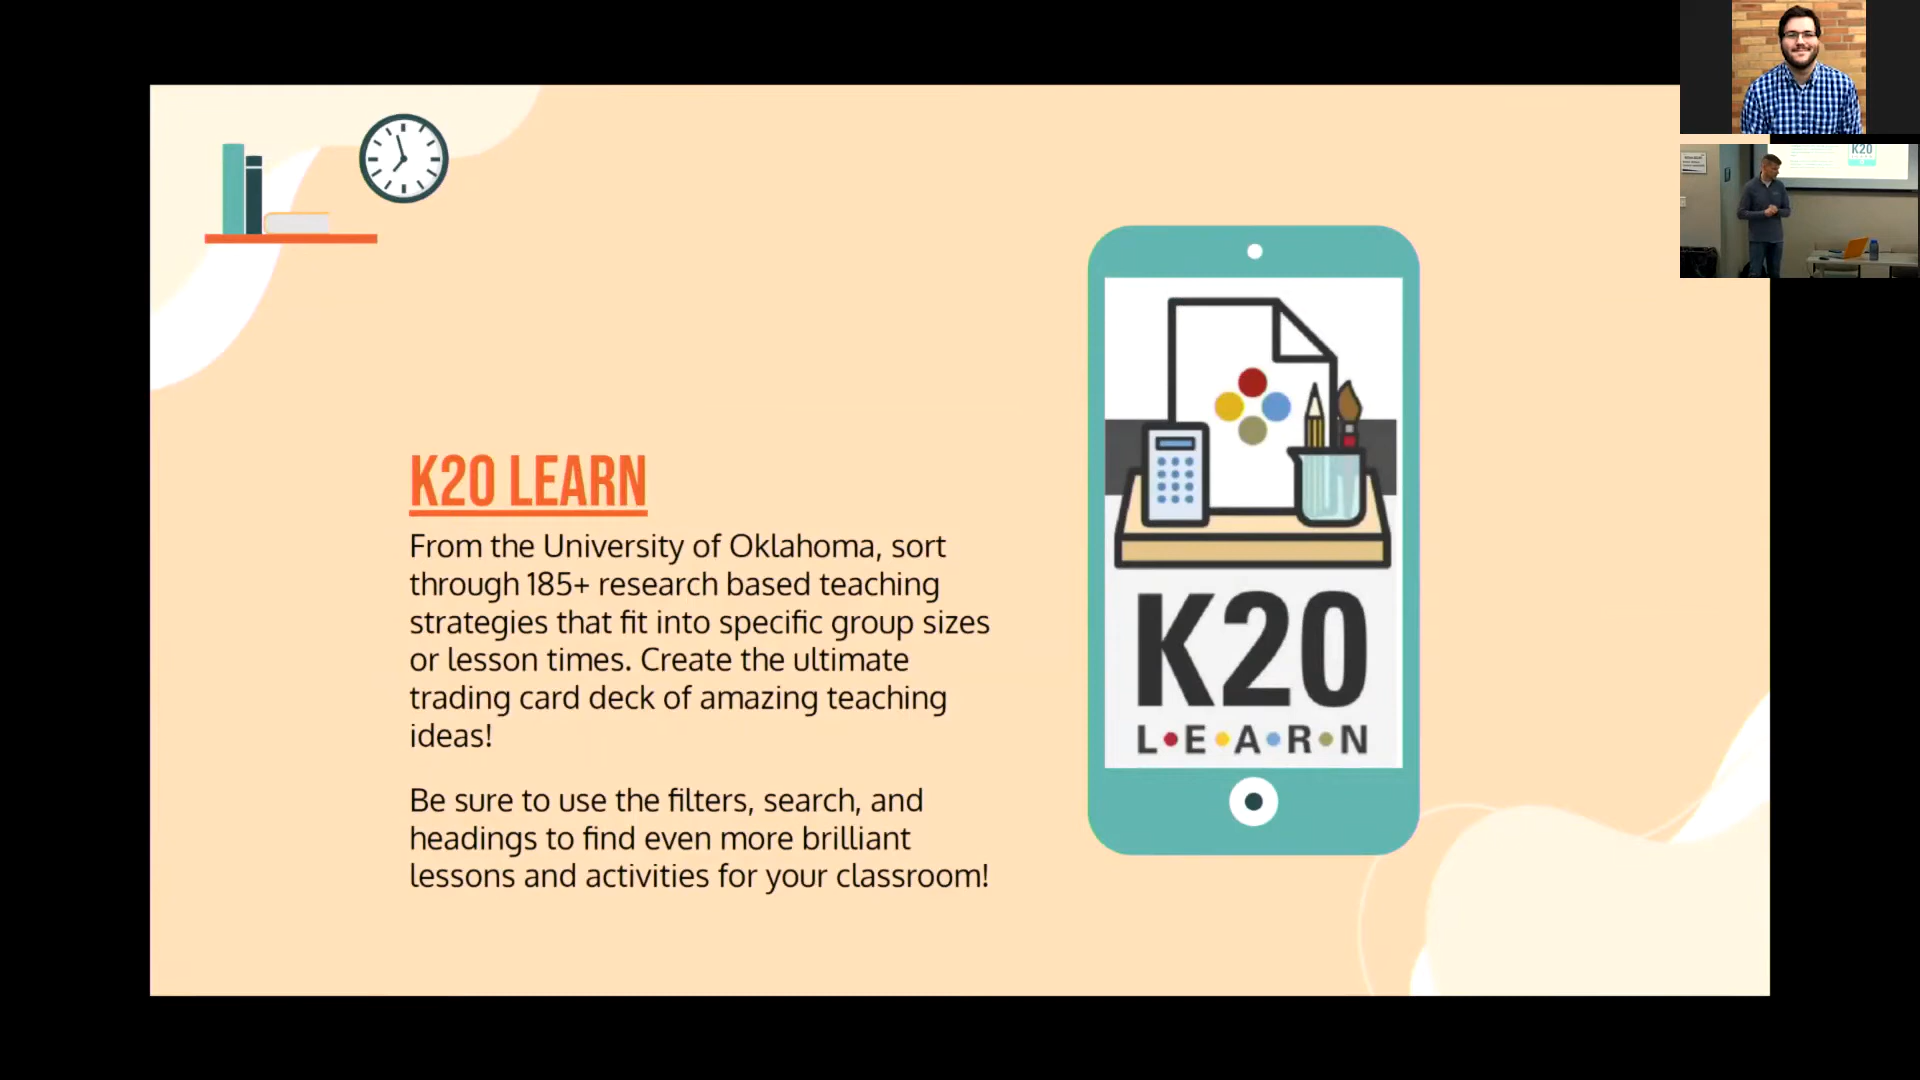 K20 LEARN
From the University of Oklahoma, sort
through 185+ research based teaching
strategies that fit into specific group sizes
or lesson times. Create the ultimate
trading card deck of amazing teaching
ideas!
Be sure to use the filters, search, and
headings to find even more brilliant
lessons and activities for your classroom!
K20
L•E•A•R•N
K20